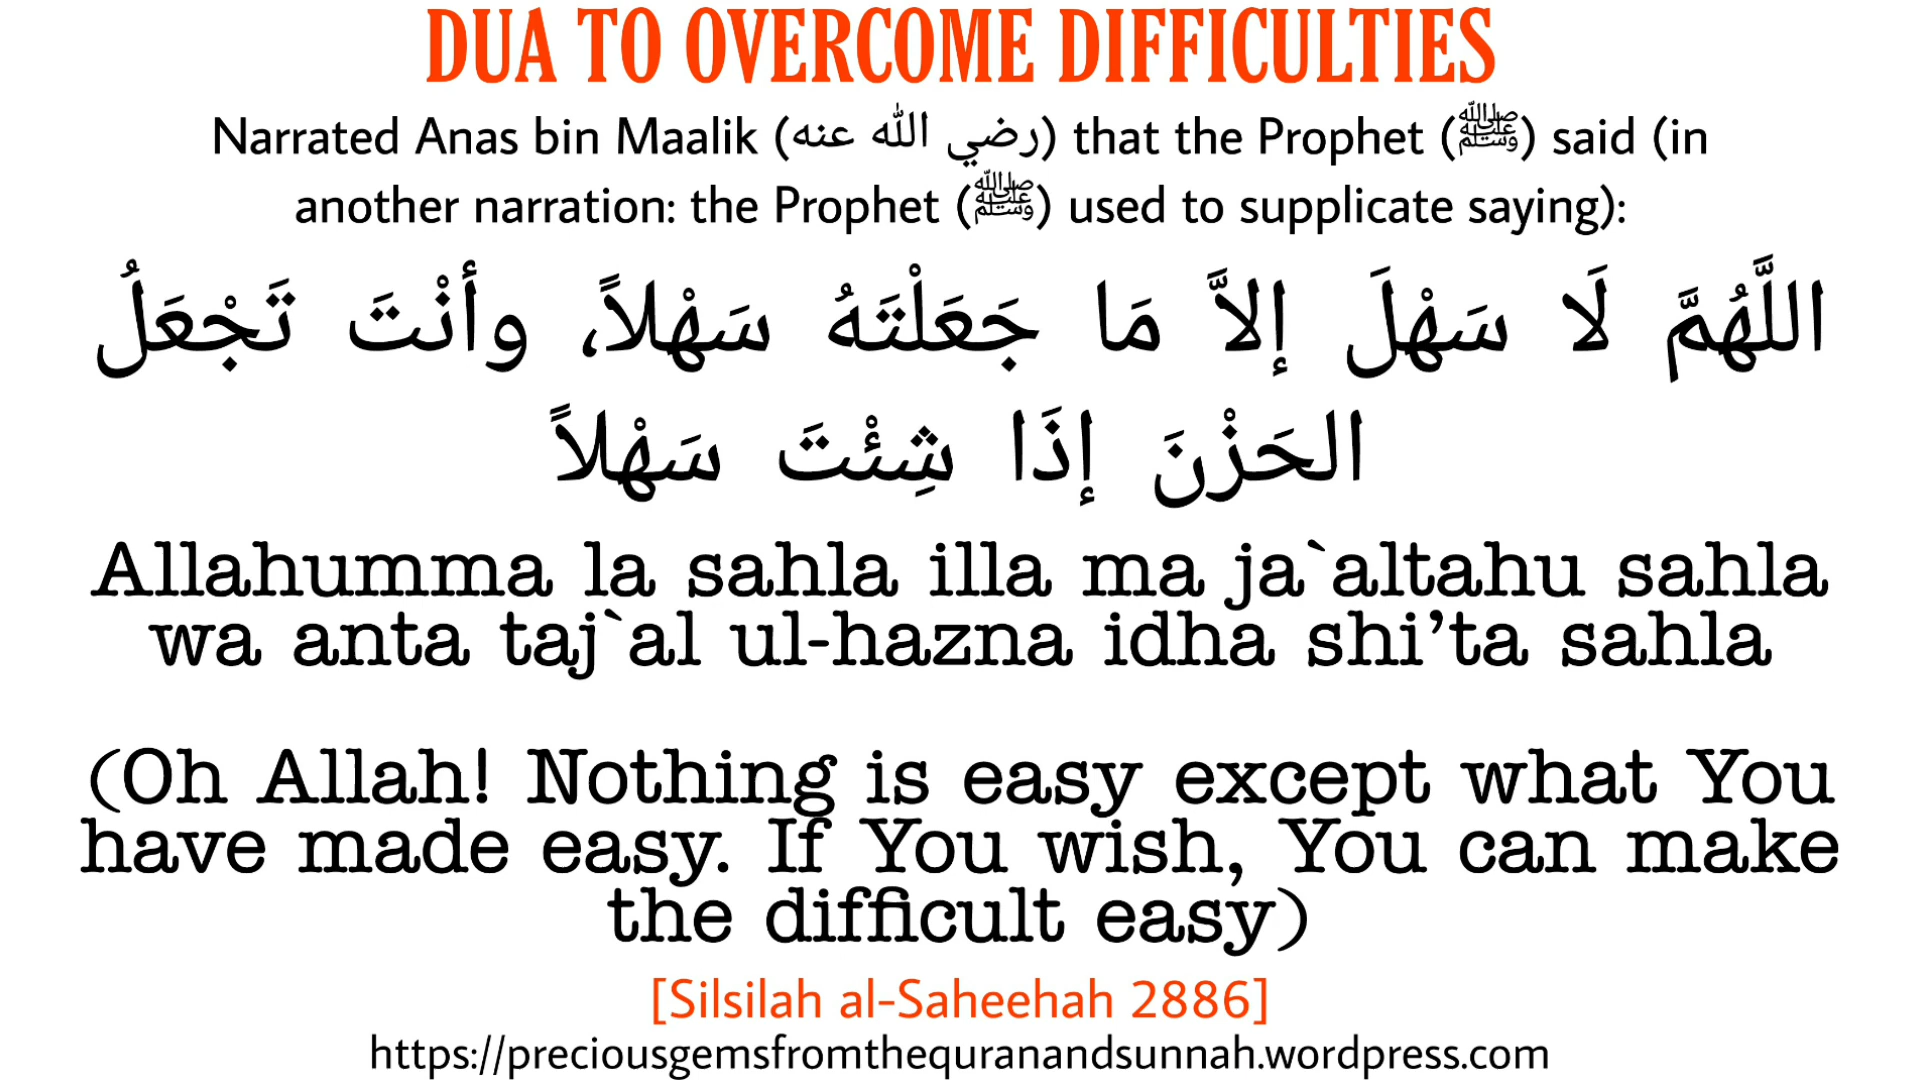 DUA TO OVERCOME DIFFICULTIES
Narrated Anas bin Maalik (رضي الله عنه) that the Prophet (ﷺ) said (in
another narration: the Prophet (ﷺ) used to supplicate saying):
اللَّهُمَّ لَا سَهْلَ إلاَّ مَا جَعَلْتَهُ سَهْلاً، وأنْتَ تَجْعَلُ
الحَزْنَ إذَا شِئْتَ سَهْلاً
Allahumma la sahla illa ma ja`altahu sahla
wa anta taj`al ul-hazna idha shi’ta sahla
(Oh Allah! Nothing is easy except what You
have made easy. If You wish, You can make
the difficult easy)
[Silsilah al-Saheehah 2886]
https://preciousgemsfromthequranandsunnah.wordpress.com